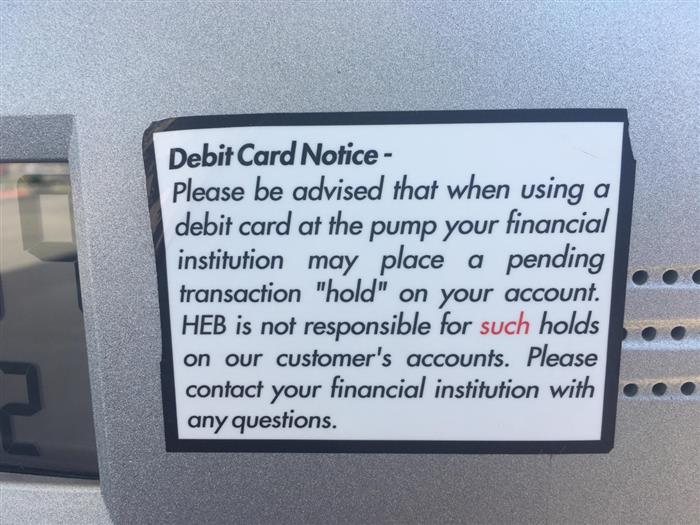 Debit Card Notice -
Please be advised that when using a
debit card at the pump your financial
institution may place a pending
transaction "hold" on your account.
HEB is not responsible for such holds
on our customer's accounts. Please
contact your financial institution with
any questions.